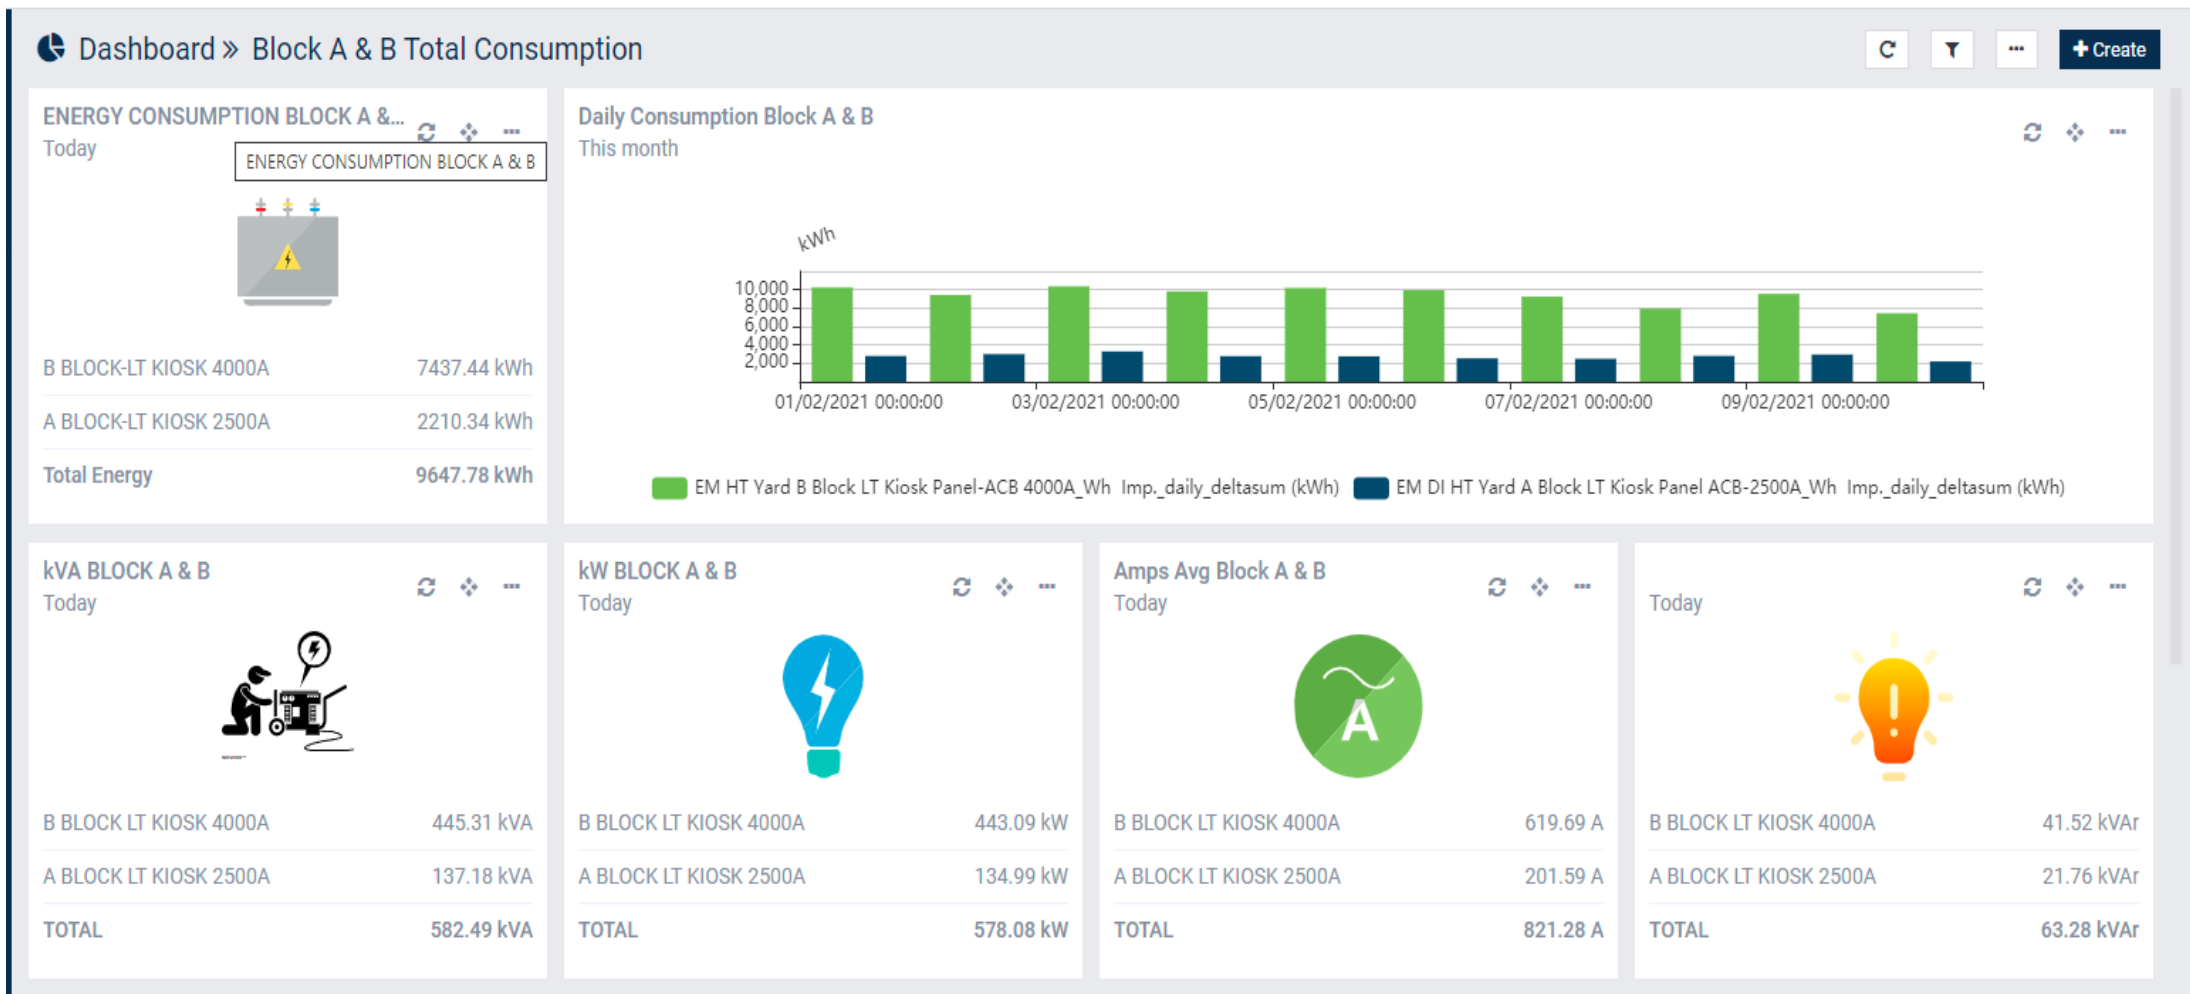 Dashboard » Block A & B Total Consumption
+ Create
ENERGY CONSUMPTION BLOCK A &...
Today
ENERGY CONSUMPTION BLOCK A & B
B BLOCK-LT KIOSK 4000A 7437.44 kWh
A BLOCK-LT KIOSK 2500A 2210.34 kWh
Total Energy 9647.78 kWh
Daily Consumption Block A & B
This month
kWh
10,000
8,000
6,000
4,000
2,000
01/02/2021 00:00:00 03/02/2021 00:00:00 05/02/2021 00:00:00 07/02/2021 00:00:00 09/02/2021 00:00:00
EM HT Yard B Block LT Kiosk Panel-ACB 4000A_Wh Imp._daily_deltasum (kWh) EM DI HT Yard A Block LT Kiosk Panel ACB-2500A_Wh Imp._daily_deltasum (kWh)
kVA BLOCK A & B
Today
B BLOCK LT KIOSK 4000A 445.31 kVA
A BLOCK LT KIOSK 2500A 137.18 kVA
TOTAL 582.49 kVA
kW BLOCK A & B
Today
B BLOCK LT KIOSK 4000A 443.09 kW
A BLOCK LT KIOSK 2500A 134.99 kW
TOTAL 578.08 kW
Amps Avg Block A & B
Today
A
B BLOCK LT KIOSK 4000A 619.69 A
A BLOCK LT KIOSK 2500A 201.59 A
TOTAL 821.28 A
Today
B BLOCK LT KIOSK 4000A 41.52 kVAr
A BLOCK LT KIOSK 2500A 21.76 kVAr
TOTAL 63.28 kVAr